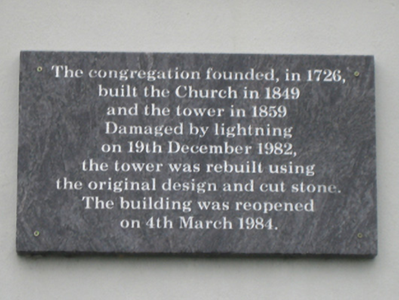 The congregation founded, in 1726,
built the Church in 1849
and the tower in 1859
Damaged by lightning
on 19th December 1982,
the tower was rebuilt using
the original design and cut stone.
The building was reopened
on 4th March 1984.